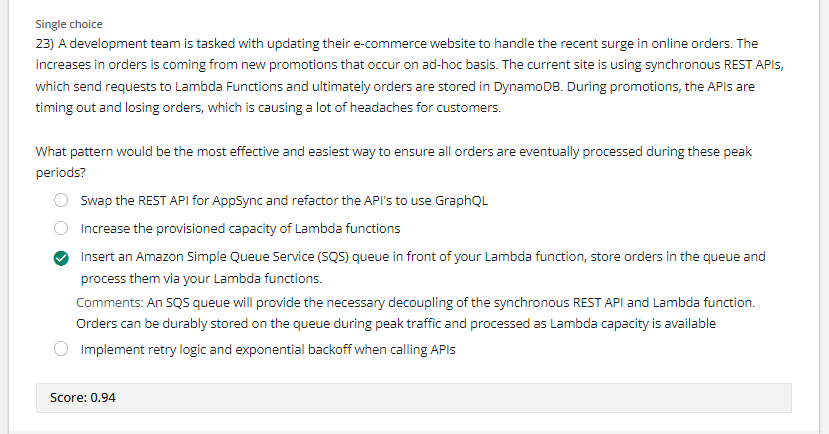 Single choice
23) A development team is tasked with updating their e-commerce website to handle the recent surge in online orders. The
increases in orders is coming from new promotions that occur on ad-hoc basis. The current site is using synchronous REST APIs,
which send requests to Lambda Functions and ultimately orders are stored in DynamoDB. During promotions, the APIs are
timing out and losing orders, which is causing a lot of headaches for customers.
What pattern would be the most effective and easiest way to ensure all orders are eventually processed during these peak
periods?
Swap the REST API for AppSync and refactor the API's to use GraphQL
Increase the provisioned capacity of Lambda functions
Insert an Amazon Simple Queue Service (SQS) queue in front of your Lambda function, store orders in the queue and
process them via your Lambda functions.
Comments: An SQS queue will provide the necessary decoupling of the synchronous REST API and Lambda function.
Orders can be durably stored on the queue during peak traffic and processed as Lambda capacity is available
Implement retry logic and exponential backoff when calling APIs
Score: 0.94